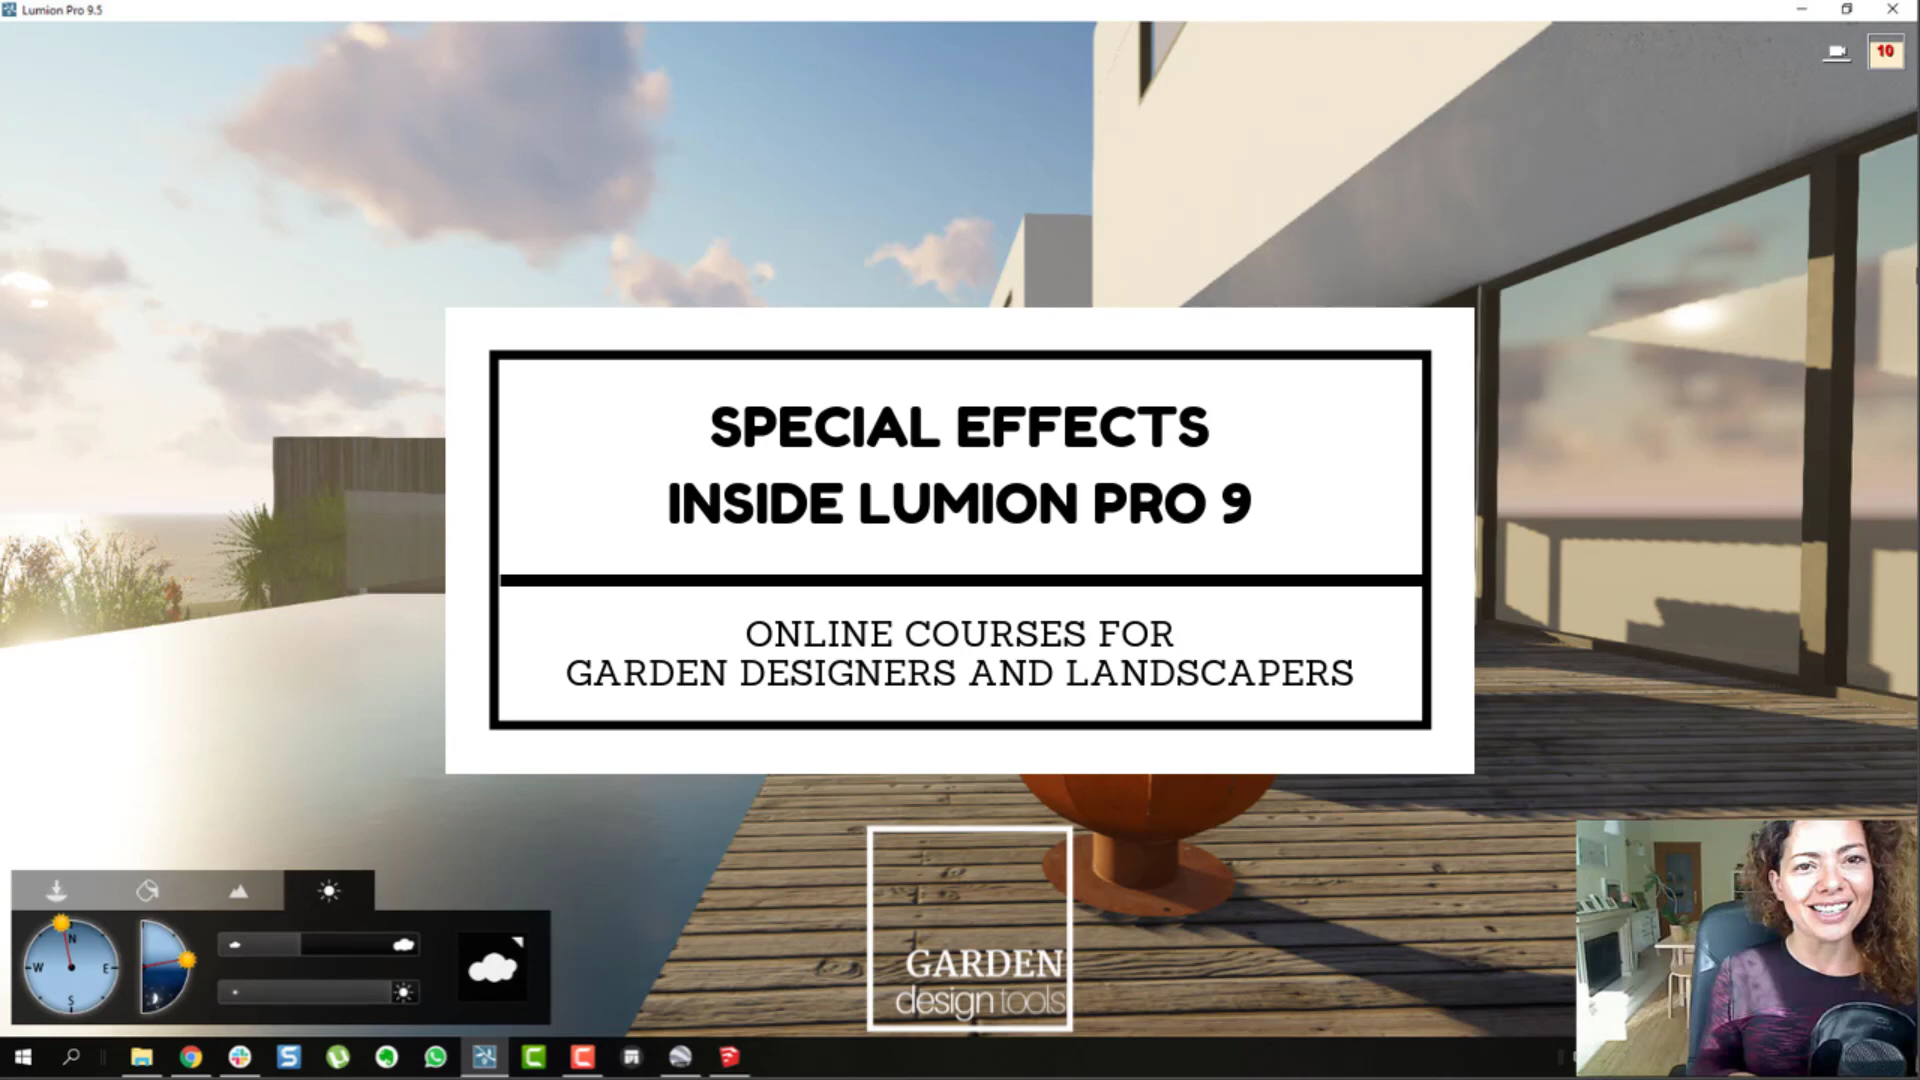 Lumion Pro 9.5
10
SPECIAL EFFECTS
INSIDE LUMION PRO 9
ONLINE COURSES FOR
GARDEN DESIGNERS AND LANDSCAPERS
N
W E
S
GARDEN
design tools